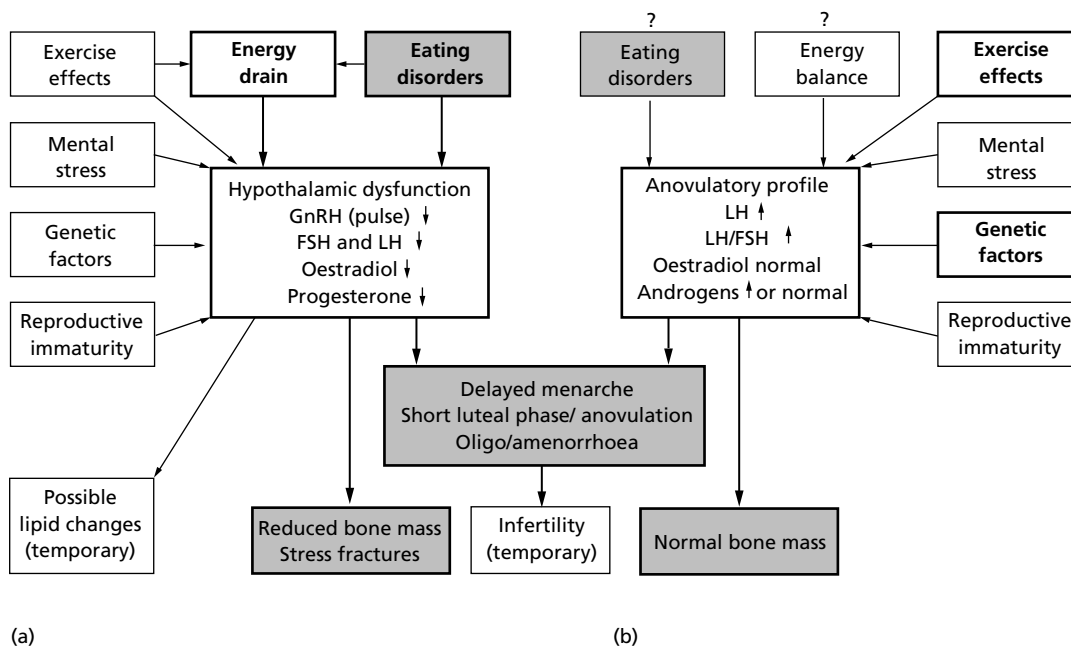 ?
?
Exercise
effects
Energy
drain
Eating
disorders
Eating
disorders
Energy
balance
Exercise
effects
Mental
stress
Mental
stress
Hypothalamic dysfunction
GnRH (pulse) ↓
FSH and LH ↓
Oestradiol ↓
Progesterone ↓
Anovulatory profile
LH ↑
LH/FSH ↑
Oestradiol normal
Androgens ↑ or normal
Genetic
factors
Genetic
factors
Reproductive
immaturity
Reproductive
immaturity
Delayed menarche
Short luteal phase/ anovulation
Oligo/amenorrhoea
Possible
lipid changes
(temporary)
Reduced bone mass
Stress fractures
Infertility
(temporary)
Normal bone mass
(a)
(b)